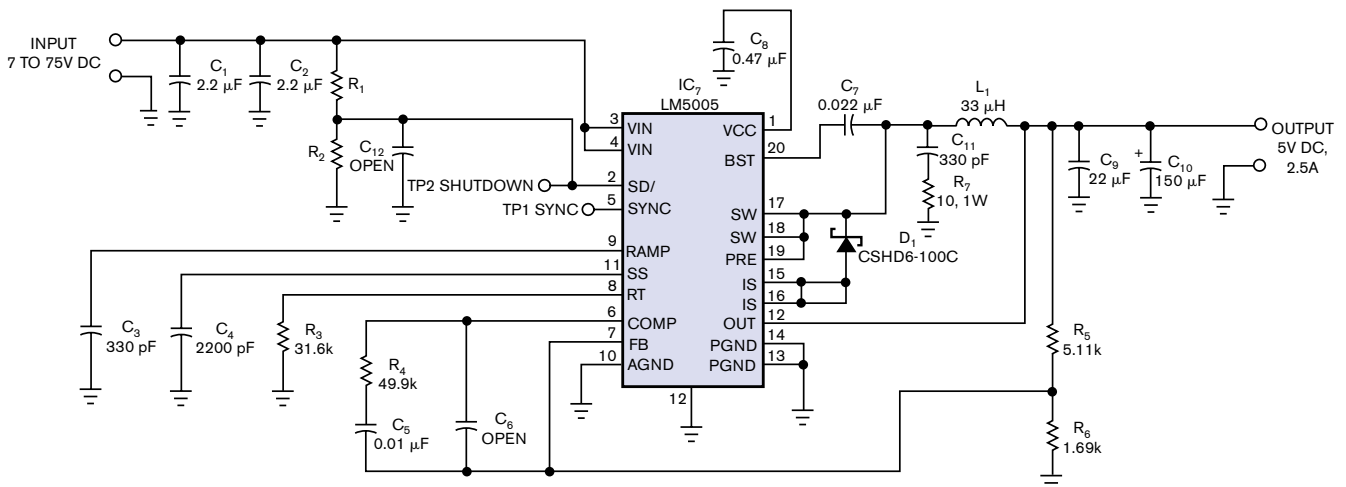 INPUT
7 TO 75V DC
C1
2.2 µF
C2
2.2 µF
R1
R2
C12
OPEN
TP2 SHUTDOWN
TP1 SYNC
C3
330 pF
C4
2200 pF
R3
31.6k
R4
49.9k
C5
0.01 µF
C6
OPEN
IC7
LM5005
3
VIN
4
VIN
2
SD/
5
SYNC
9
RAMP
11
SS
8
RT
6
COMP
7
FB
10
AGND
12
VCC
1
BST
20
SW
17
SW
18
PRE
19
IS
15
IS
16
OUT
12
PGND
14
PGND
13
C8
0.47 µF
C7
0.022 µF
L1
33 µH
C11
330 pF
R7
10, 1W
D1
CSHD6-100C
C9
22 µF
+
C10
150 µF
R5
5.11k
R6
1.69k
OUTPUT
5V DC,
2.5A